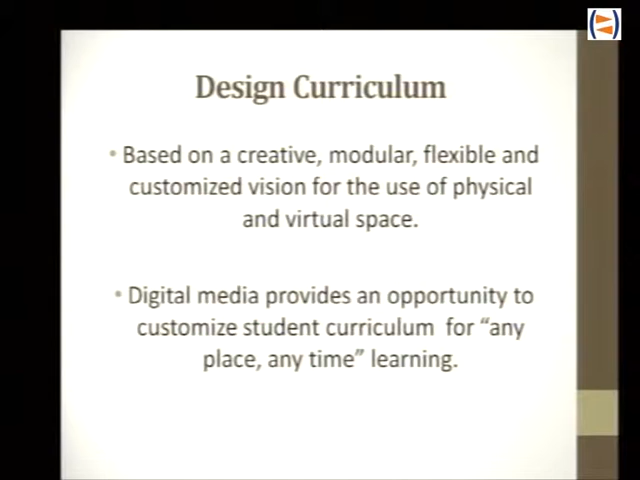 Design Curriculum
• Based on a creative, modular, flexible and
customized vision for the use of physical
and virtual space.
• Digital media provides an opportunity to
customize student curriculum for “any
place, any time” learning.